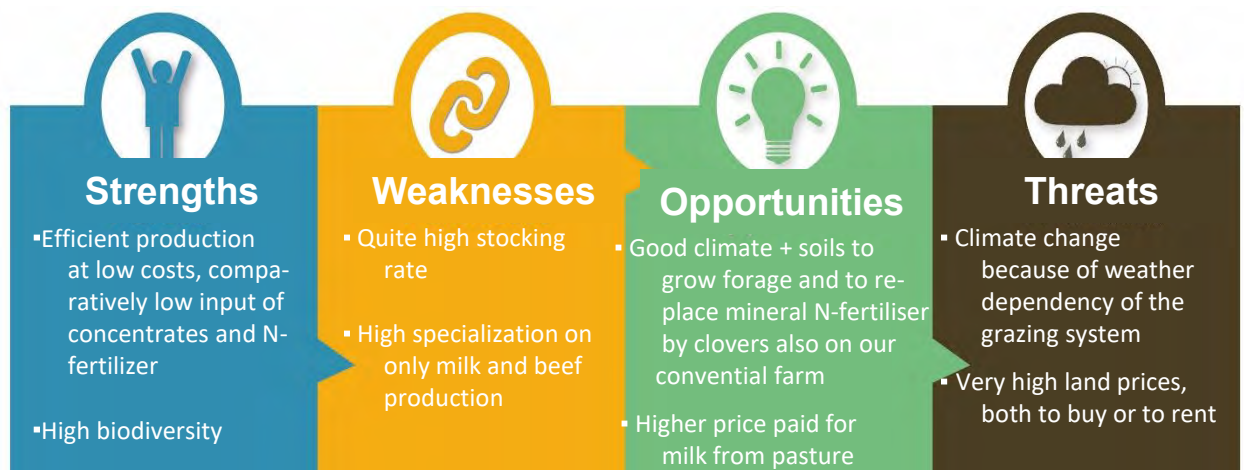 Strengths
▪Efficient production
at low costs, compa-
ratively low input of
concentrates and N-
fertilizer
▪High biodiversity
Weaknesses
▪ Quite high stocking
rate
▪ High specialization on
only milk and beef
production
Opportunities
▪ Good climate + soils to
grow forage and to re-
place mineral N-fertiliser
by clovers also on our
convential farm
▪ Higher price paid for
milk from pasture
Threats
▪ Climate change
because of weather
dependency of the
grazing system
▪ Very high land prices,
both to buy or to rent